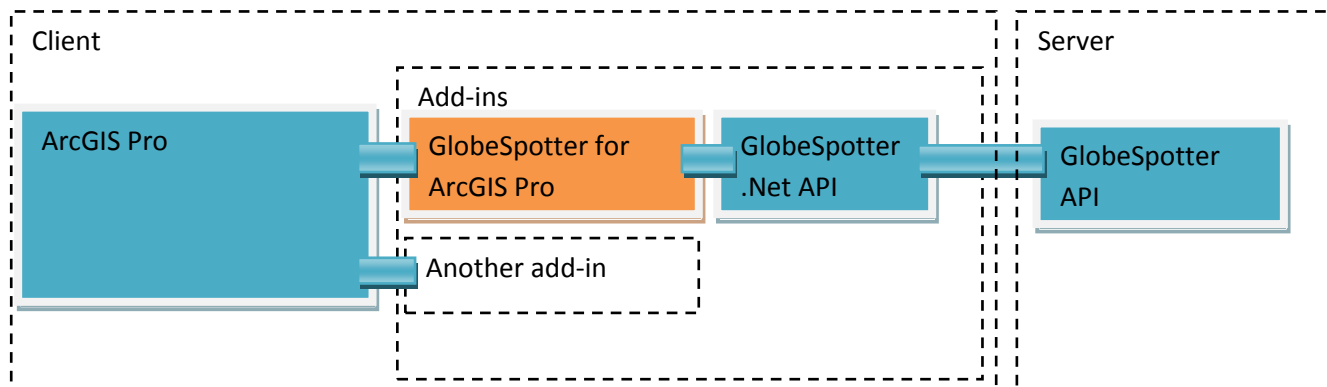 Client
Server
Add-ins
ArcGIS Pro
GlobeSpotter for
ArcGIS Pro
GlobeSpotter
.Net API
GlobeSpotter
API
Another add-in